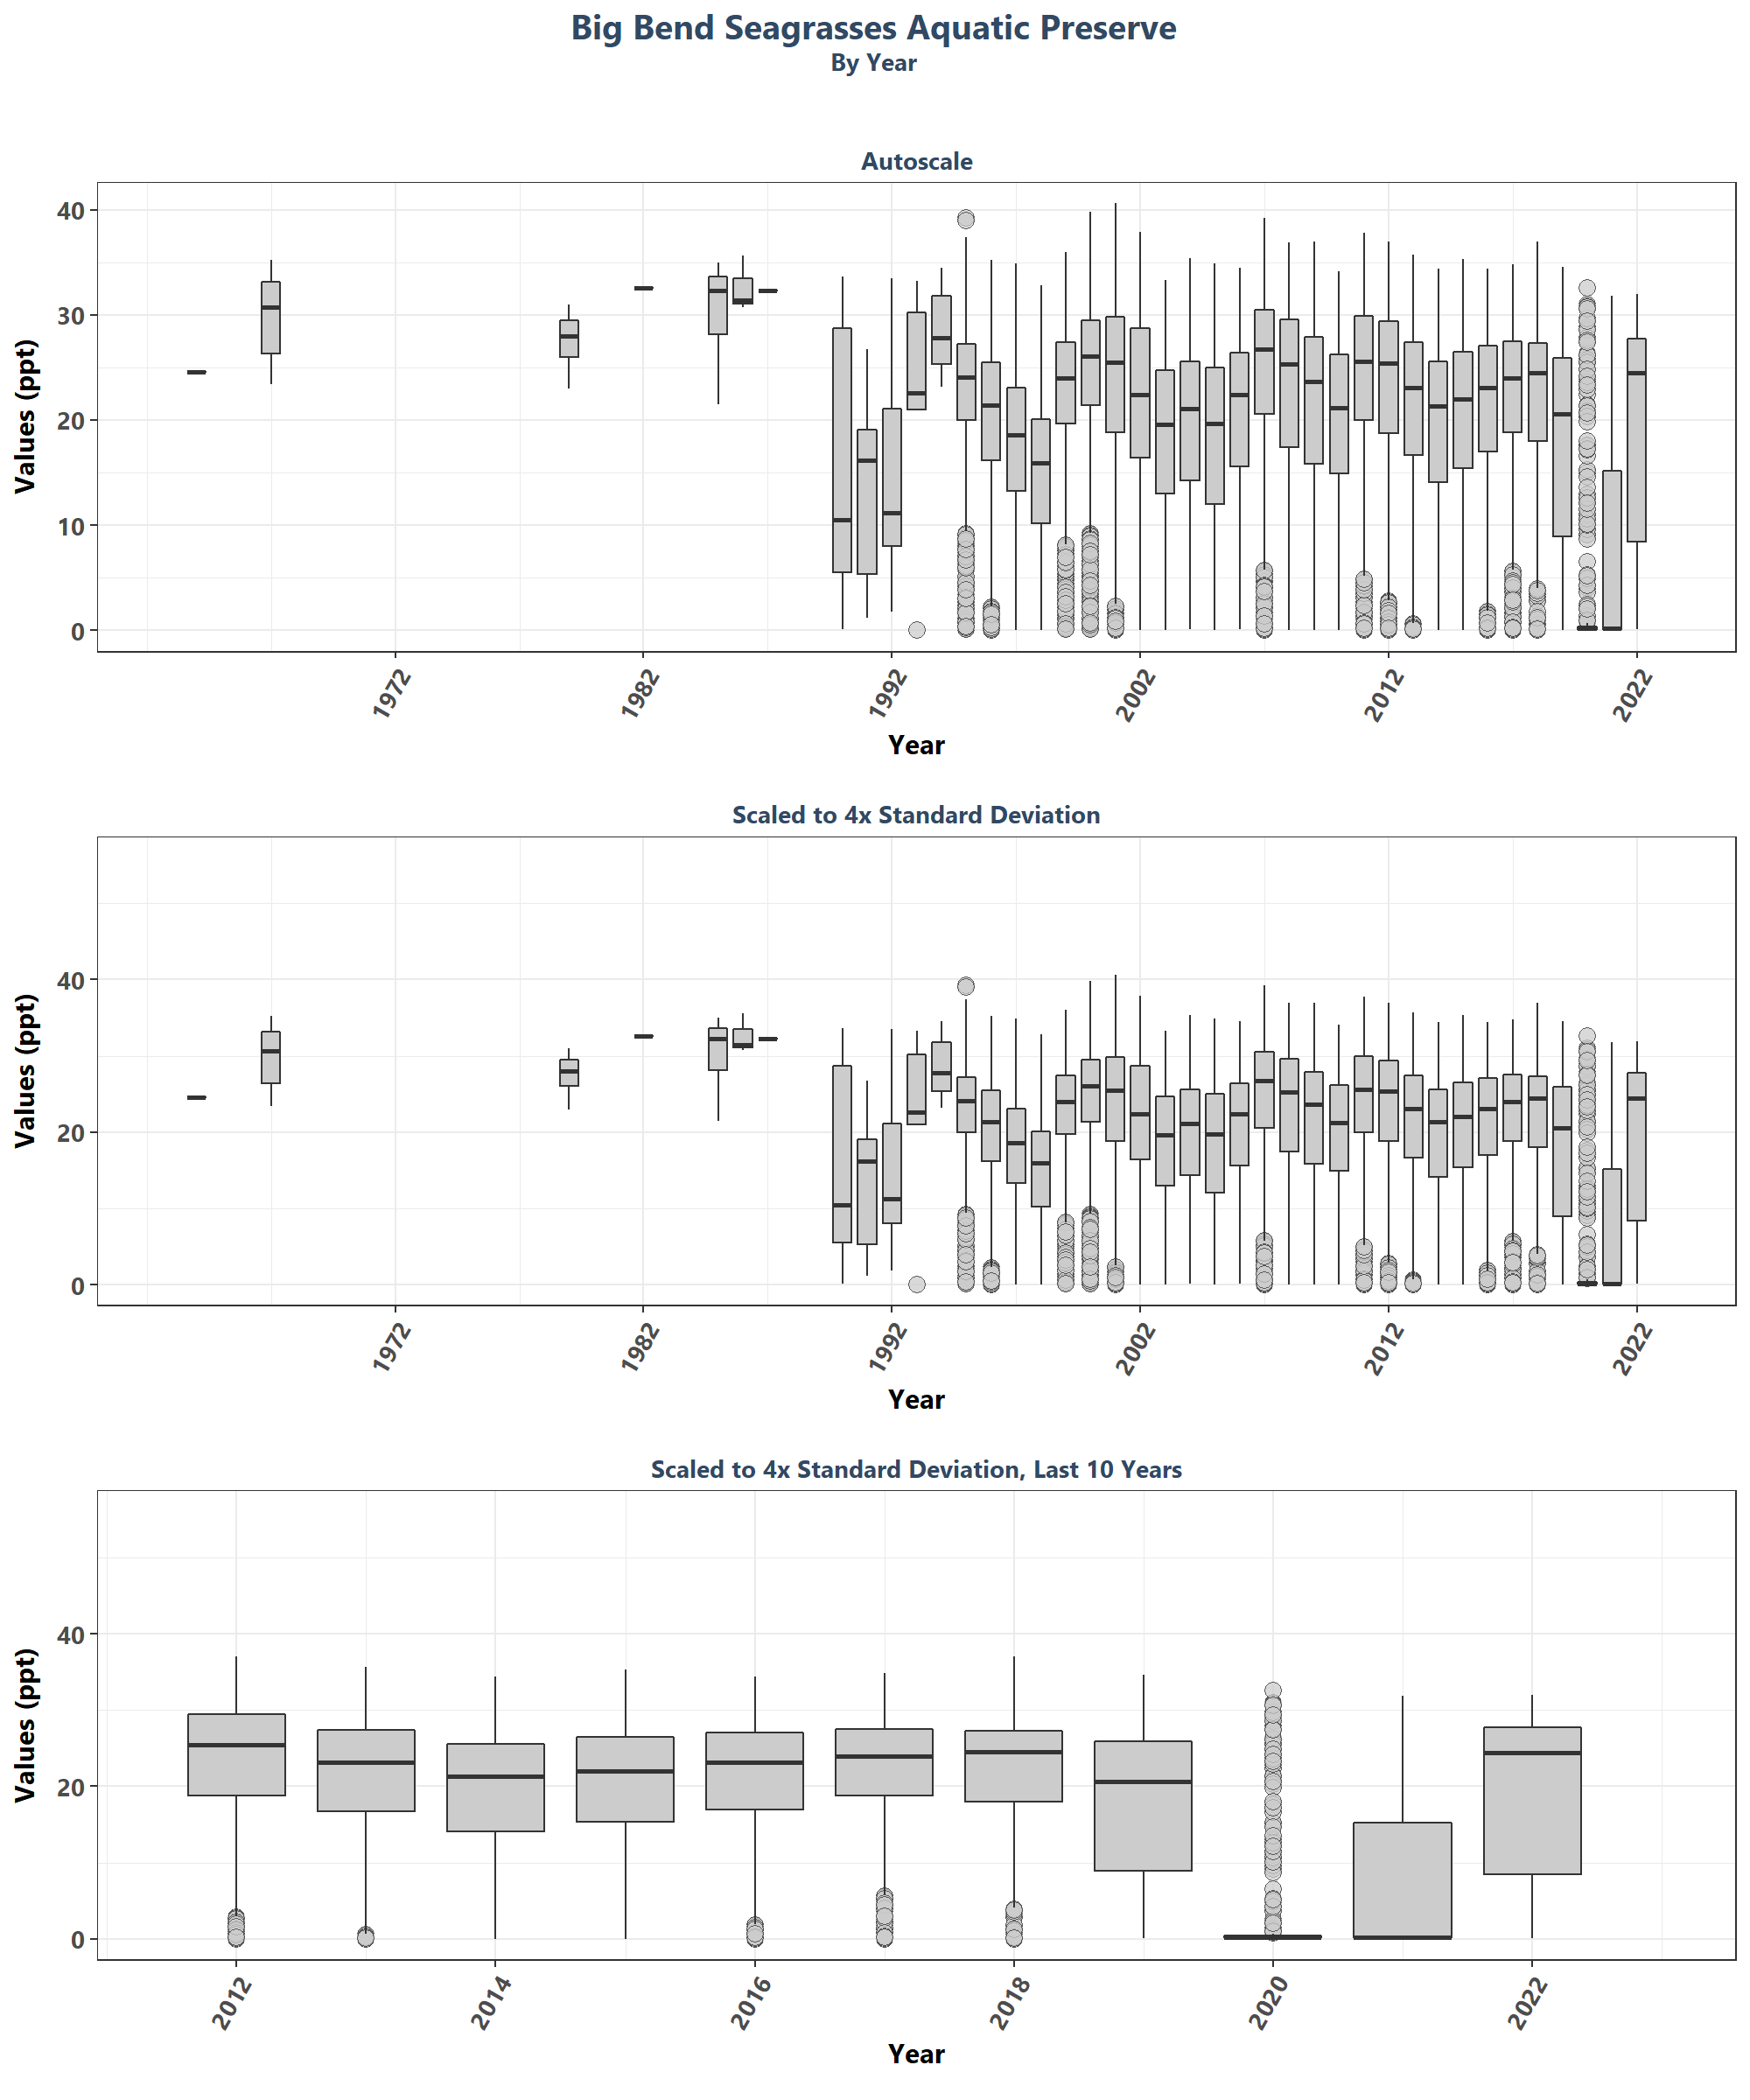 Big Bend Seagrasses Aquatic Preserve
By Year
Autoscale
Values (ppt)
40
30
20
10
0
1972
1982
1992
2002
2012
2022
Year
Scaled to 4x Standard Deviation
Values (ppt)
40
20
0
1972
1982
1992
2002
2012
2022
Year
Scaled to 4x Standard Deviation, Last 10 Years
Values (ppt)
40
20
0
2012
2014
2016
2018
2020
2022
Year